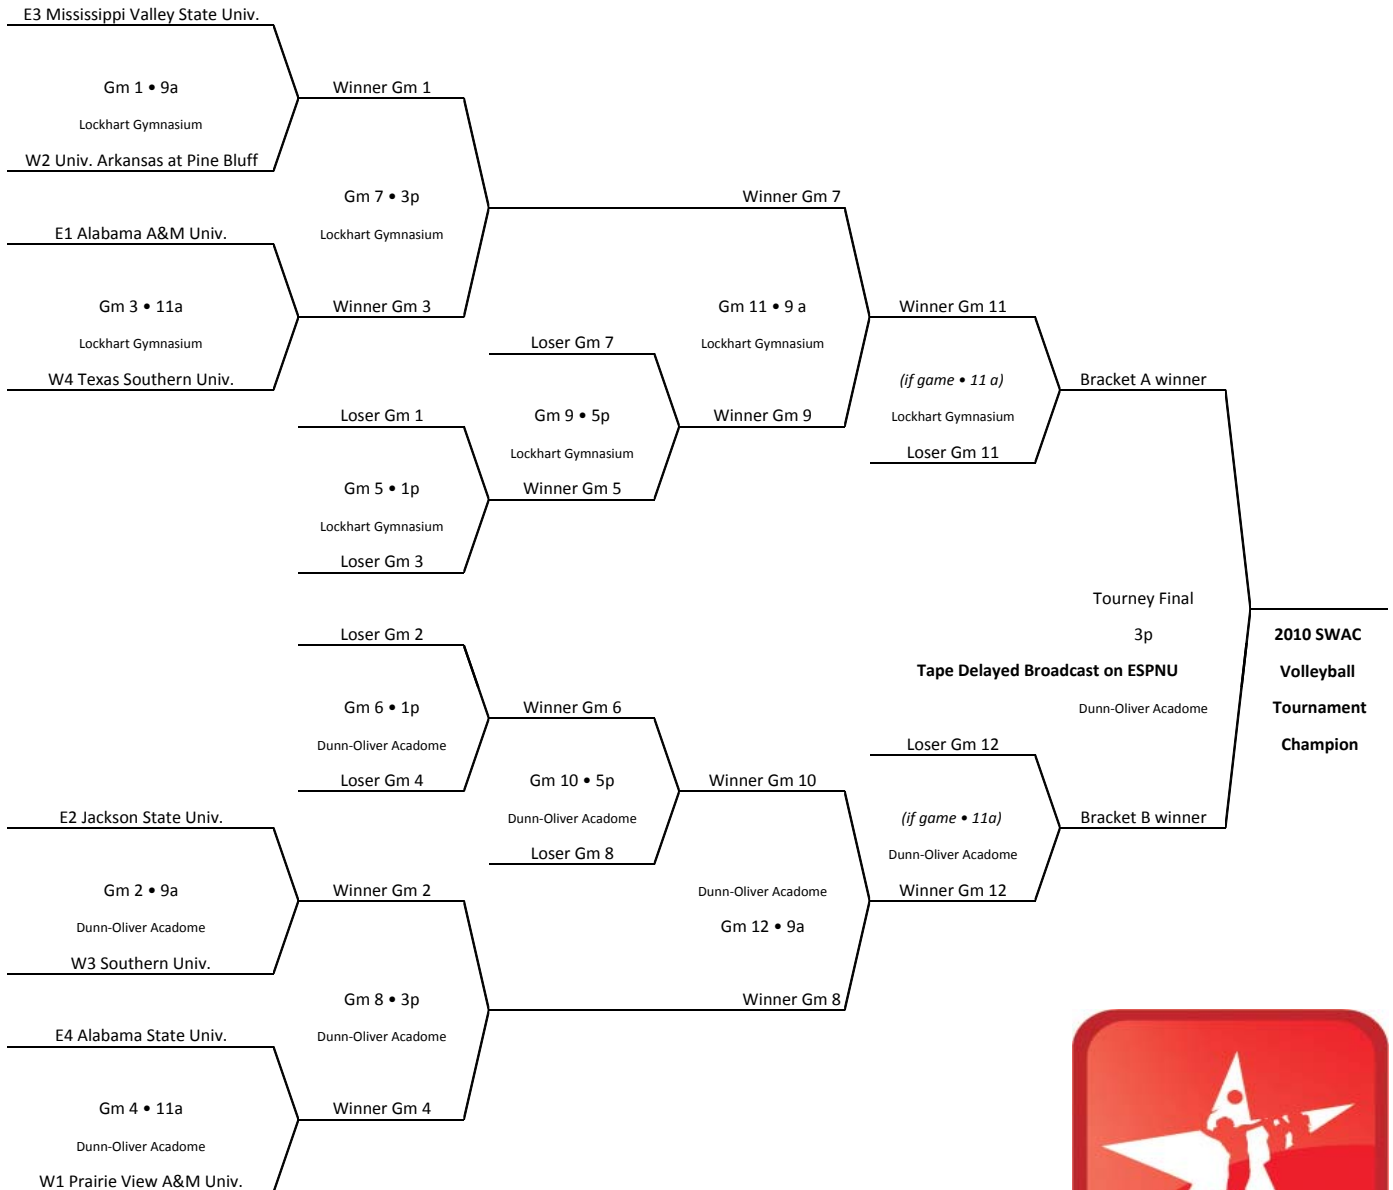 E3 Mississippi Valley State Univ.
Gm 1 • 9a
Winner Gm 1
Lockhart Gymnasium
W2 Univ. Arkansas at Pine Bluff
Gm 7 • 3p
Winner Gm 7
E1 Alabama A&M Univ.
Lockhart Gymnasium
Gm 3 • 11a
Winner Gm 3
Gm 11 • 9 a
Winner Gm 11
Lockhart Gymnasium
Loser Gm 7
Lockhart Gymnasium
W4 Texas Southern Univ.
(if game • 11 a)
Bracket A winner
Loser Gm 1
Gm 9 • 5p
Winner Gm 9
Lockhart Gymnasium
Lockhart Gymnasium
Loser Gm 11
Gm 5 • 1p
Winner Gm 5
Lockhart Gymnasium
Loser Gm 3
Tourney Final
Loser Gm 2
3p
2010 SWAC
Tape Delayed Broadcast on ESPNU
Volleyball
Gm 6 • 1p
Winner Gm 6
Dunn-Oliver Acadome
Tournament
Dunn-Oliver Acadome
Loser Gm 12
Champion
Loser Gm 4
Gm 10 • 5p
Winner Gm 10
E2 Jackson State Univ.
Dunn-Oliver Acadome
(if game • 11a)
Bracket B winner
Loser Gm 8
Dunn-Oliver Acadome
Gm 2 • 9a
Winner Gm 2
Dunn-Oliver Acadome
Winner Gm 12
Dunn-Oliver Acadome
Gm 12 • 9a
W3 Southern Univ.
Gm 8 • 3p
Winner Gm 8
E4 Alabama State Univ.
Dunn-Oliver Acadome
Gm 4 • 11a
Winner Gm 4
Dunn-Oliver Acadome
W1 Prairie View A&M Univ.